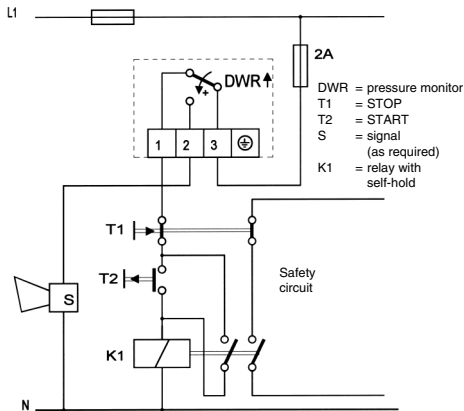 L1
2A
DWR
+
DWR = pressure monitor
T1 = STOP
T2 = START
S = signal
(as required)
K1 = relay with
self-hold
1 2 3
T1
T2
Safety
circuit
S
K1
N